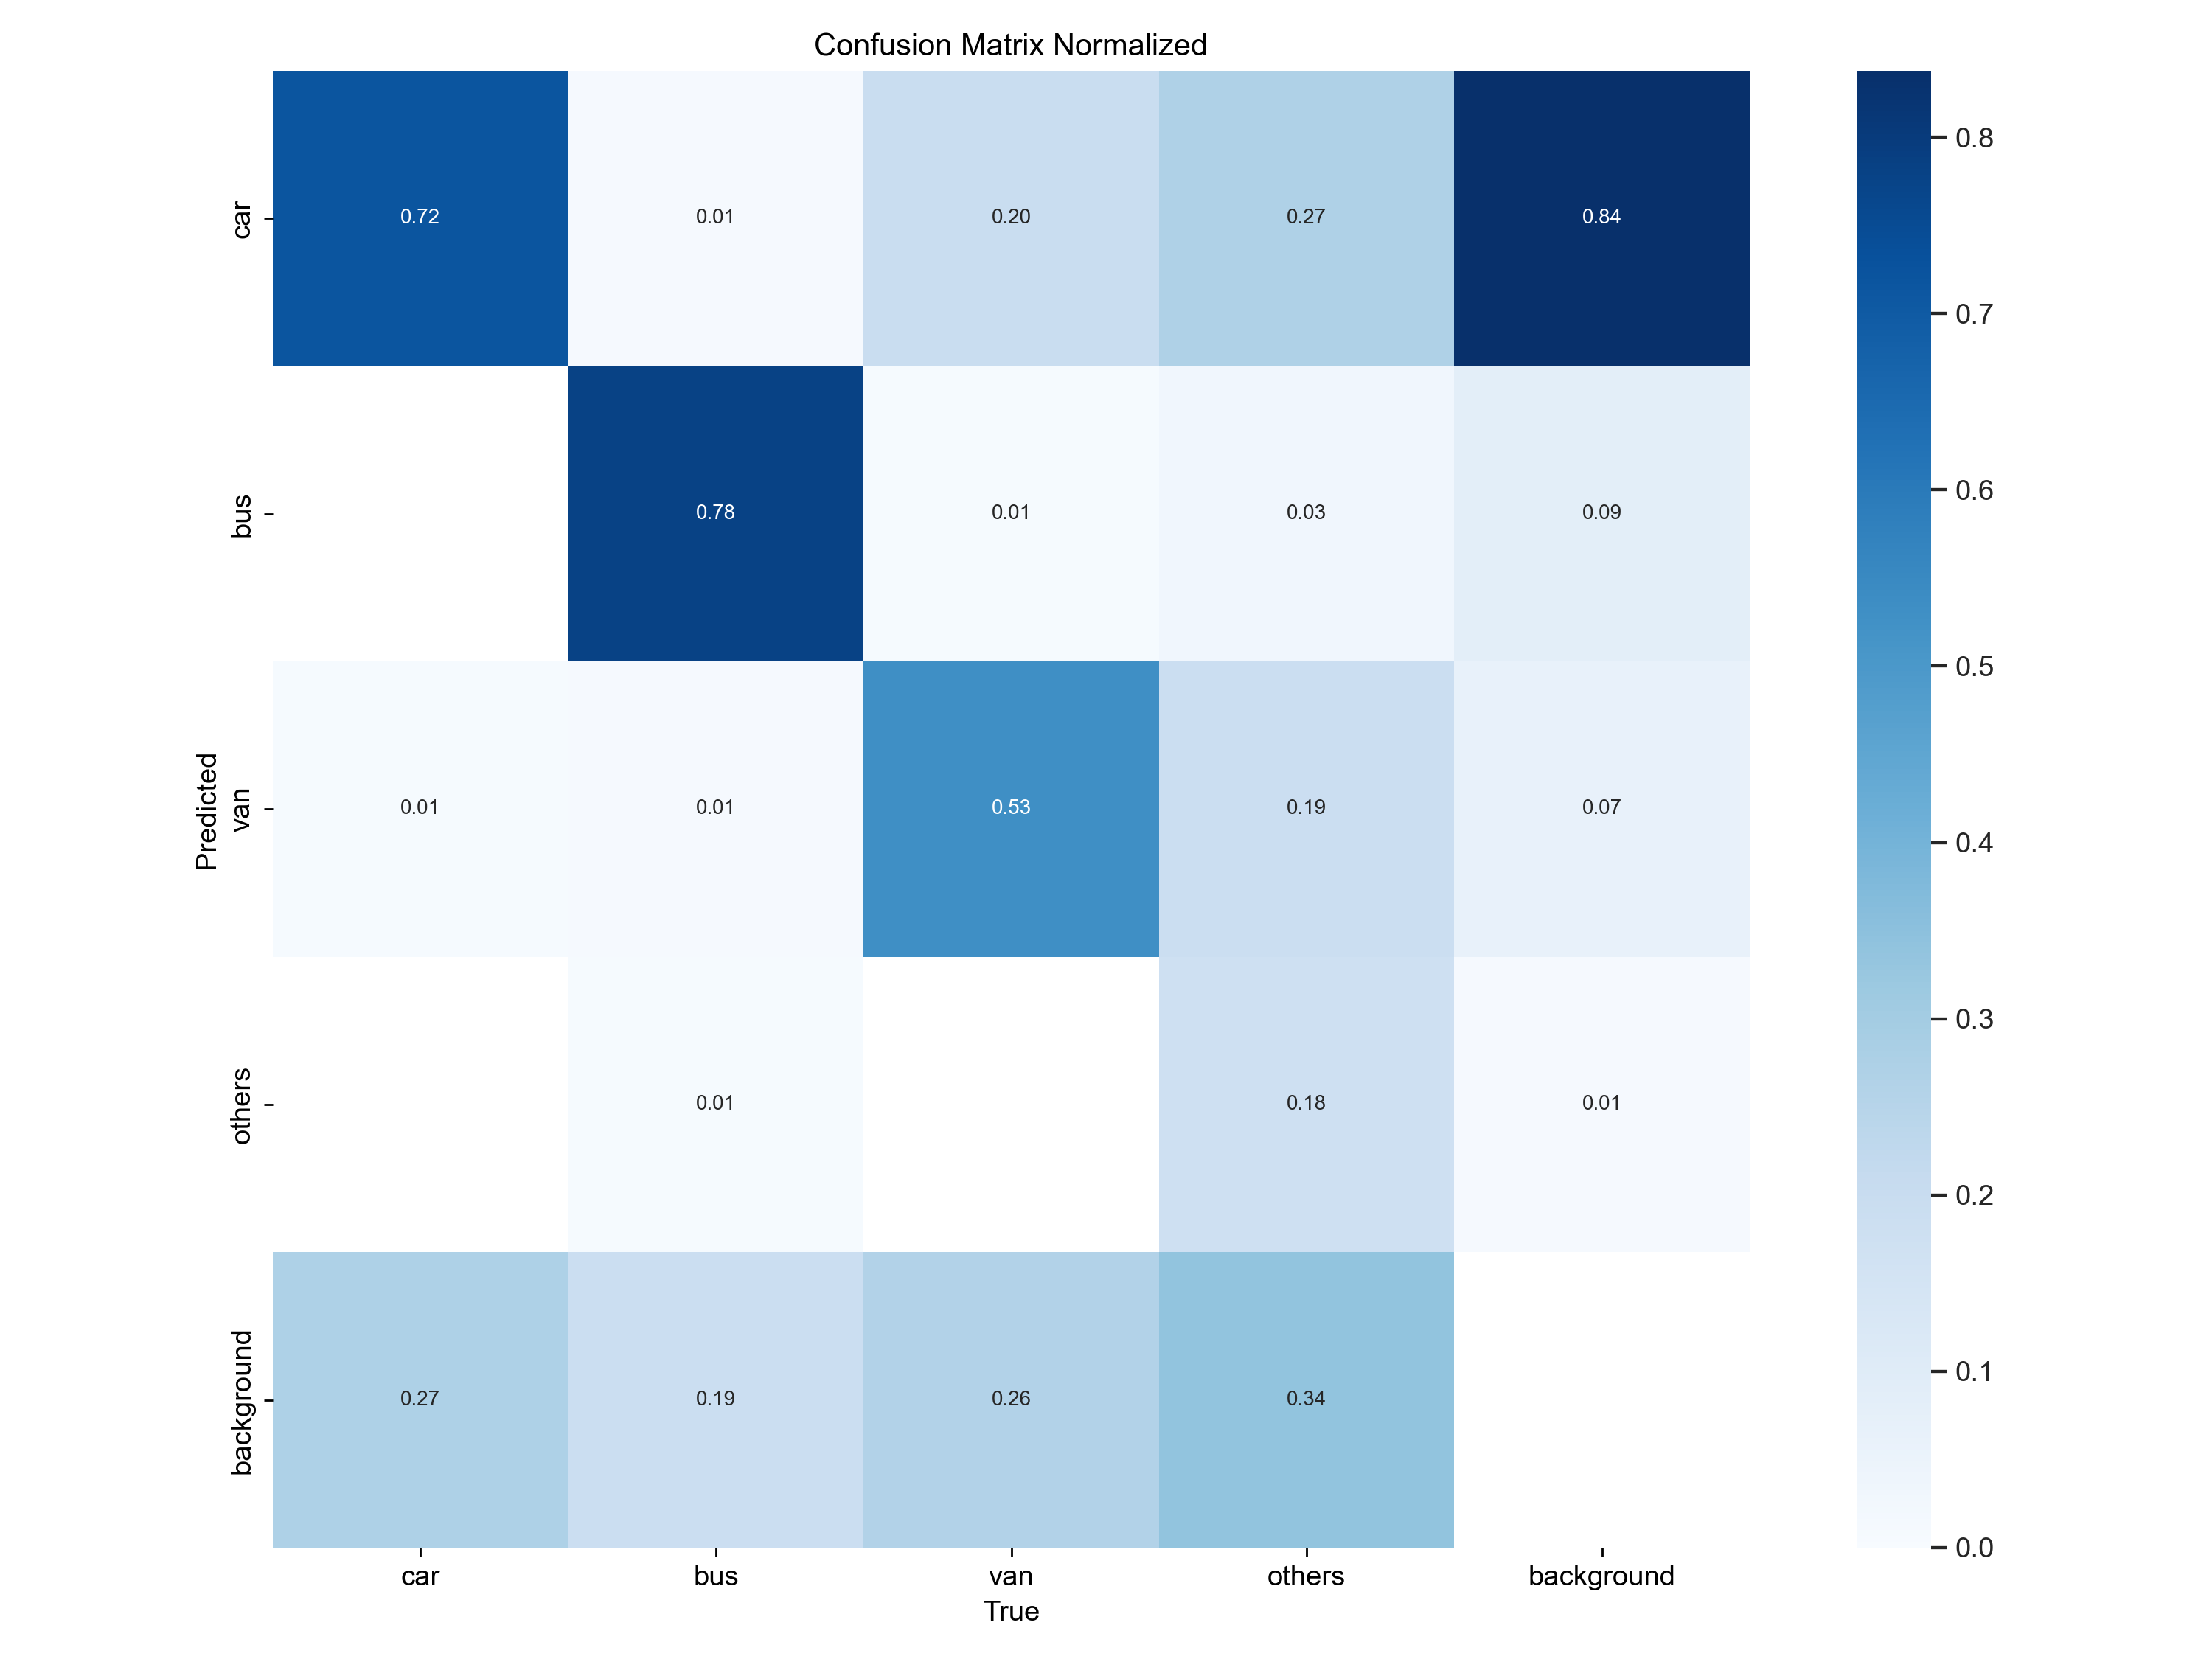 Confusion Matrix Normalized
car 0.72 0.01 0.20 0.27 0.84
bus 0.78 0.01 0.03 0.09
van 0.01 0.01 0.53 0.19 0.07
others 0.01 0.18 0.01
background 0.27 0.19 0.26 0.34
Predicted
car bus van others background
True
0.8
0.7
0.6
0.5
0.4
0.3
0.2
0.1
0.0